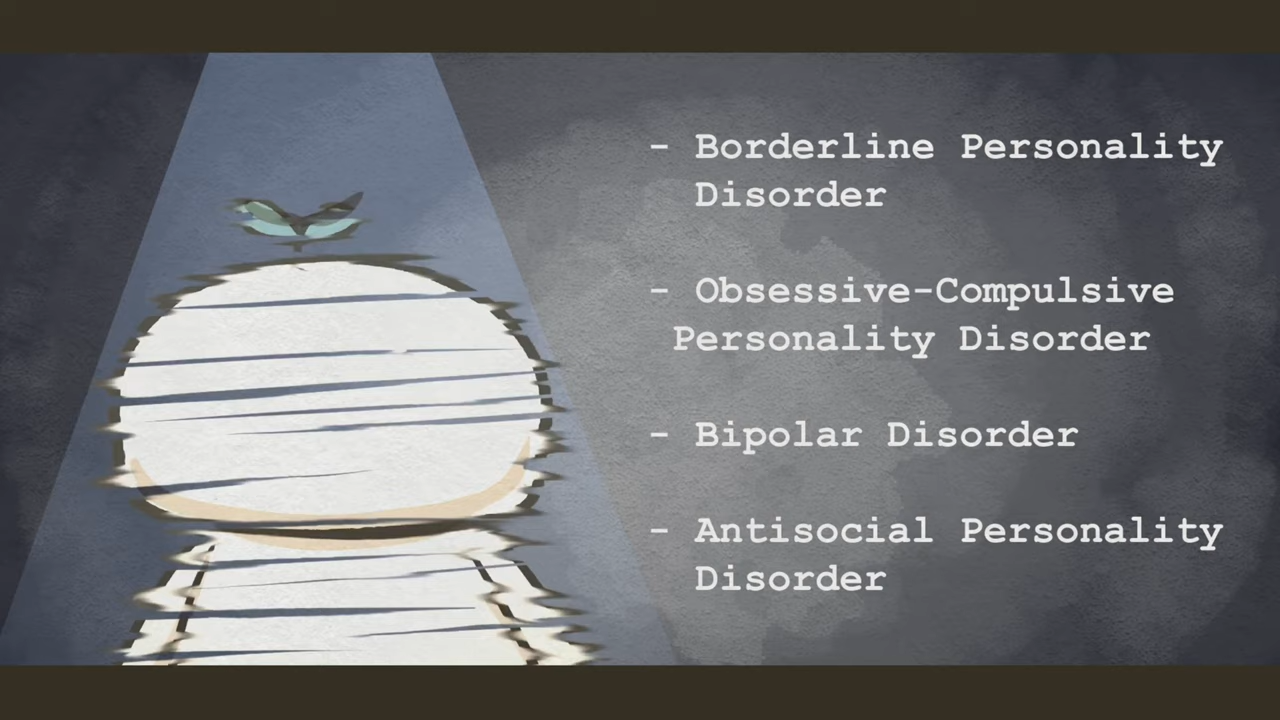 - Borderline Personality
Disorder
- Obsessive-Compulsive
Personality Disorder
- Bipolar Disorder
- Antisocial Personality
Disorder